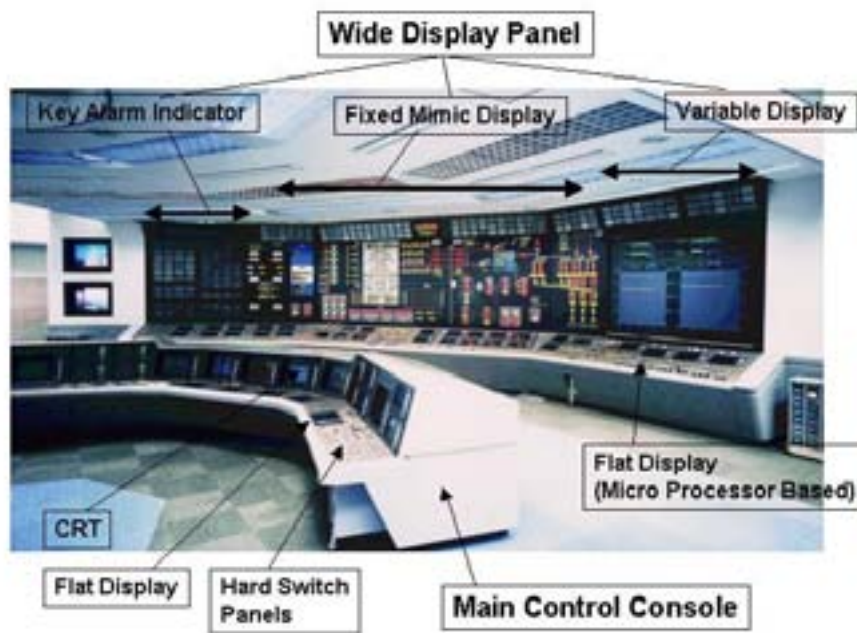 Wide Display Panel
Key Alarm Indicator
Fixed Mimic Display
Variable Display
Flat Display
(Micro Processor Based)
CRT
Flat Display
Hard Switch
Panels
Main Control Console